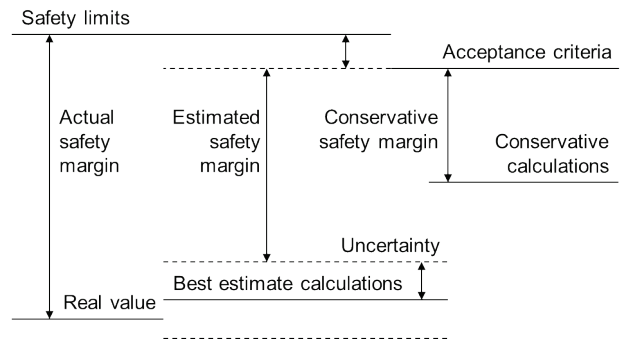 Safety limits
Acceptance criteria
Actual
safety
margin
Estimated
safety
margin
Conservative
safety margin
Conservative
calculations
Uncertainty
Best estimate calculations
Real value